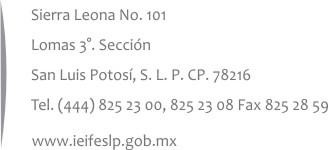 Sierra Leona No. 101
Lomas 3°. Sección
San Luis Potosí, S. L. P. CP. 78216
Tel. (444) 825 23 00, 825 23 08 Fax 825 28 59
www.ieifeslp.gob.mx